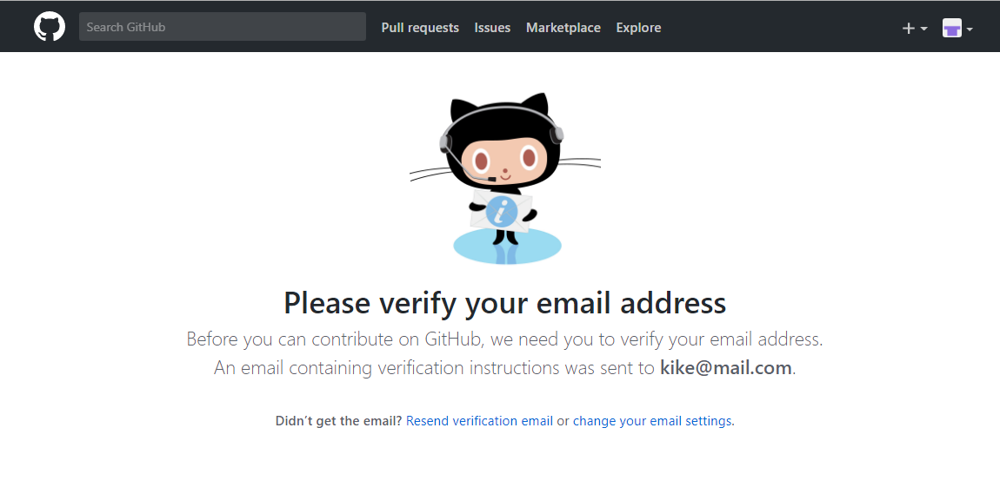 Search GitHub
Pull requests Issues Marketplace Explore
i
Please verify your email address
Before you can contribute on GitHub, we need you to verify your email address.
An email containing verification instructions was sent to kike@mail.com.
Didn’t get the email? Resend verification email or change your email settings.